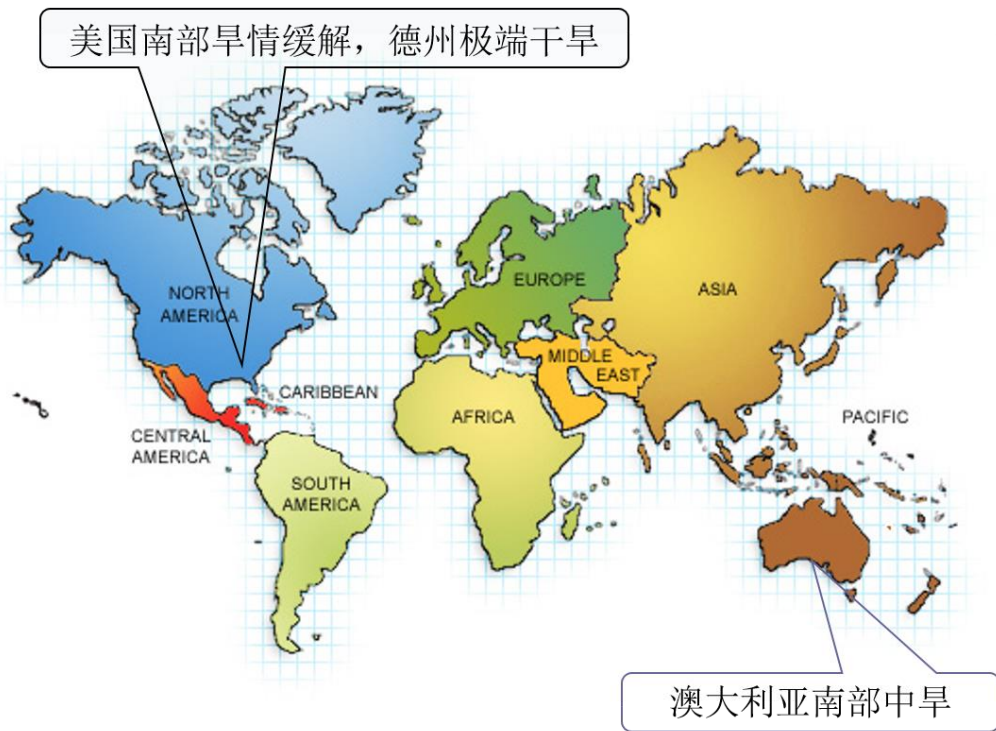 美国南部旱情缓解，德州极端干旱
NORTH
AMERICA
EUROPE
ASIA
MIDDLE
EAST
CARIBBEAN
AFRICA
PACIFIC
CENTRAL
AMERICA
SOUTH
AMERICA
澳大利亚南部中旱